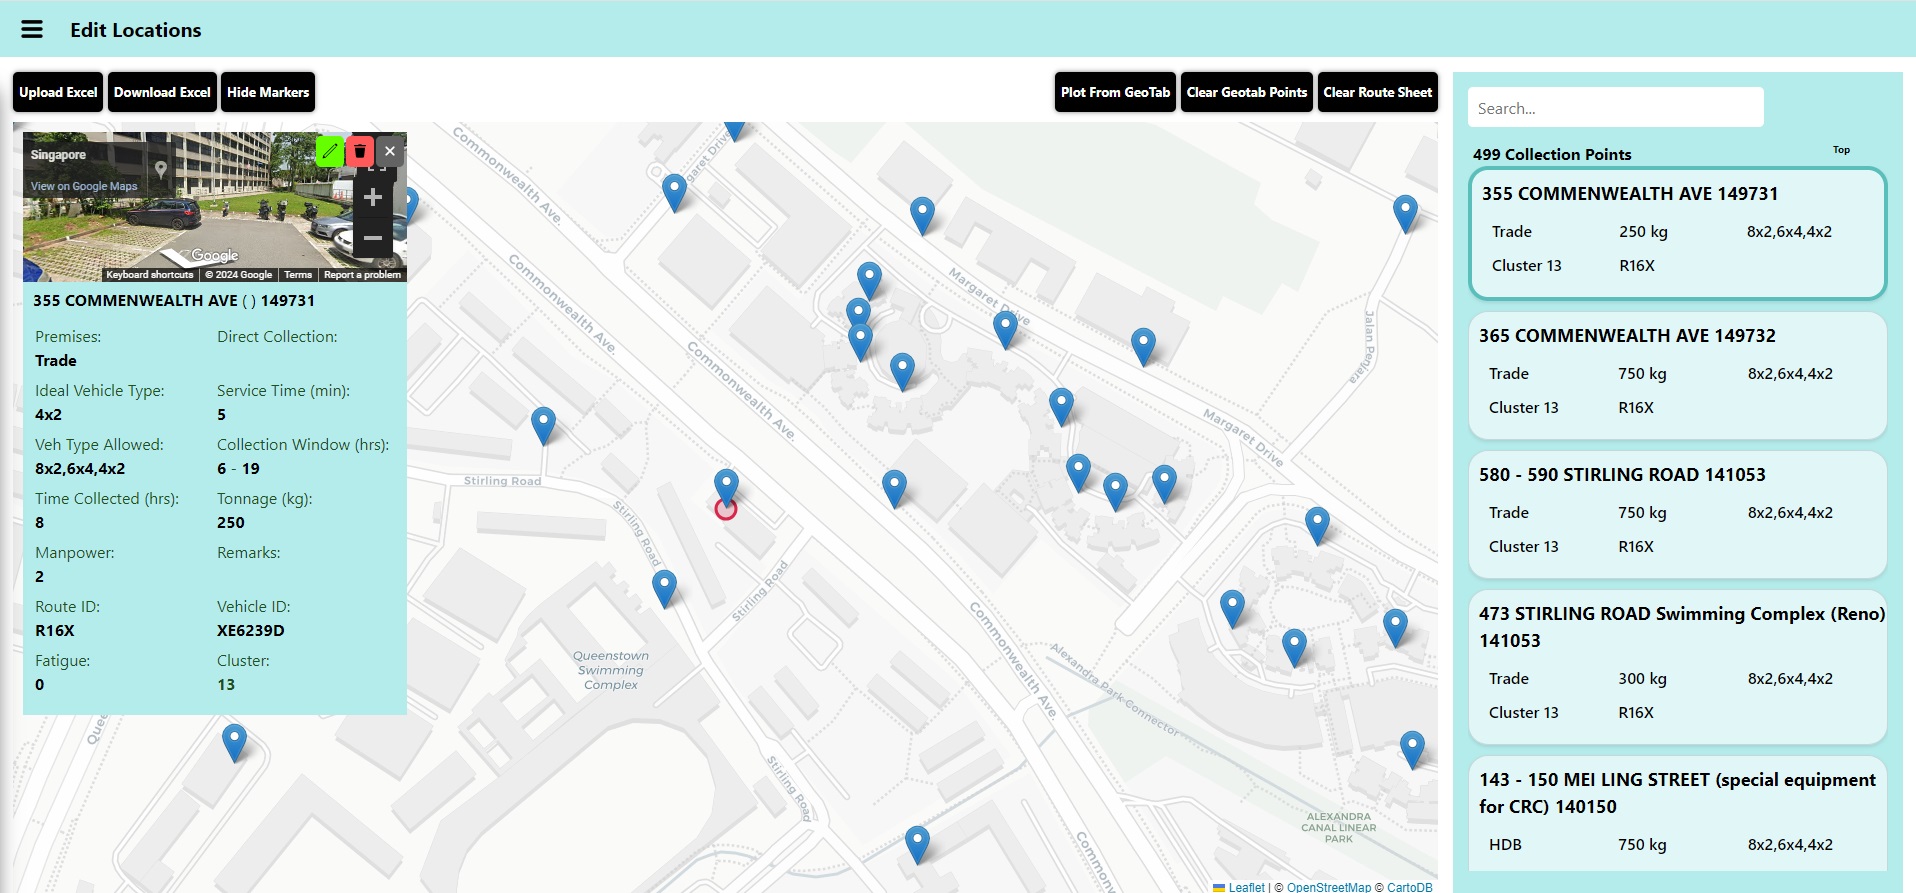 Edit Locations
Upload Excel
Download Excel
Hide Markers
Plot From GeoTab
Clear Geotab Points
Clear Route Sheet
Singapore
View on Google Maps
Google
Keyboard shortcuts
© 2024 Google
Terms
Report a problem
355 COMMENWEALTH AVE ( ) 149731
Premises:
Trade
Direct Collection:
Ideal Vehicle Type:
4x2
Service Time (min):
5
Veh Type Allowed:
8x2,6x4,4x2
Collection Window (hrs):
6 - 19
Time Collected (hrs):
8
Tonnage (kg):
250
Manpower:
2
Remarks:
Route ID:
R16X
Vehicle ID:
XE6239D
Fatigue:
0
Cluster:
13
Commonwealth Ave.
Commonwealth Ave.
Commonwealth Ave.
Commonwealth Ave.
Common
garet Drive
Margaret Drive
Margaret Drive
Jalan Penjara
Stirling Road
Stirling Road
Stirling Road
Stirling Road
Queenstown
Swimming
Complex
Quee
Alexandra Park Connector
ALEXANDRA
CANAL LINEAR
PARK
Leaflet | © OpenStreetMap © CartoDB
Search...
499 Collection Points
Top
355 COMMENWEALTH AVE 149731
Trade 250 kg 8x2,6x4,4x2
Cluster 13 R16X
365 COMMENWEALTH AVE 149732
Trade 750 kg 8x2,6x4,4x2
Cluster 13 R16X
580 - 590 STIRLING ROAD 141053
Trade 750 kg 8x2,6x4,4x2
Cluster 13 R16X
473 STIRLING ROAD Swimming Complex (Reno)
141053
Trade 300 kg 8x2,6x4,4x2
Cluster 13 R16X
143 - 150 MEI LING STREET (special equipment
for CRC) 140150
HDB 750 kg 8x2,6x4,4x2